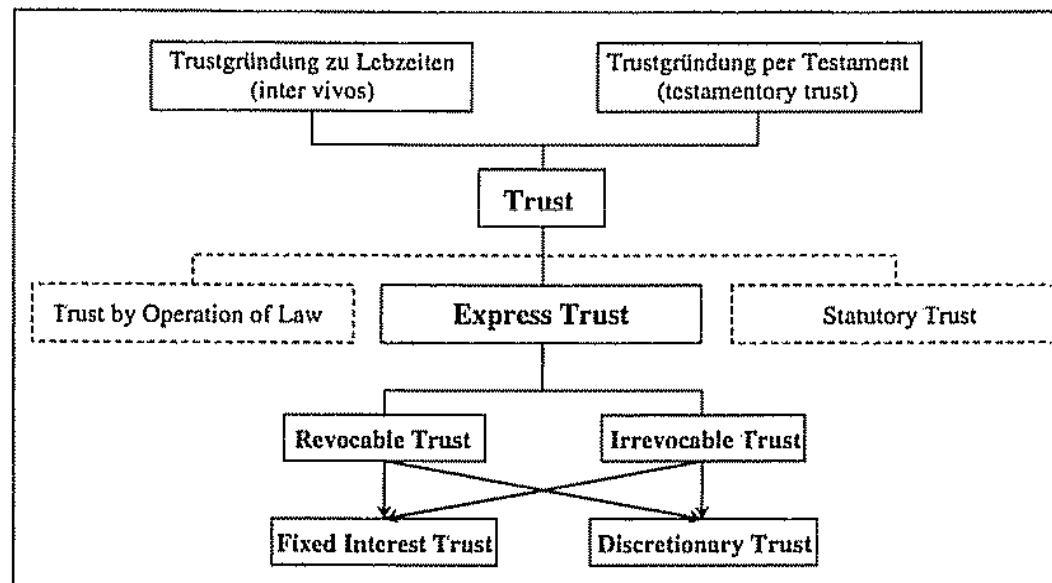 Trustgründung zu Lebzeiten
(inter vivos)
Trustgründung per Testament
(testamentory trust)
Trust
Trust by Operation of Law
Express Trust
Statutory Trust
Revocable Trust
Irrevocable Trust
Fixed Interest Trust
Discretionary Trust